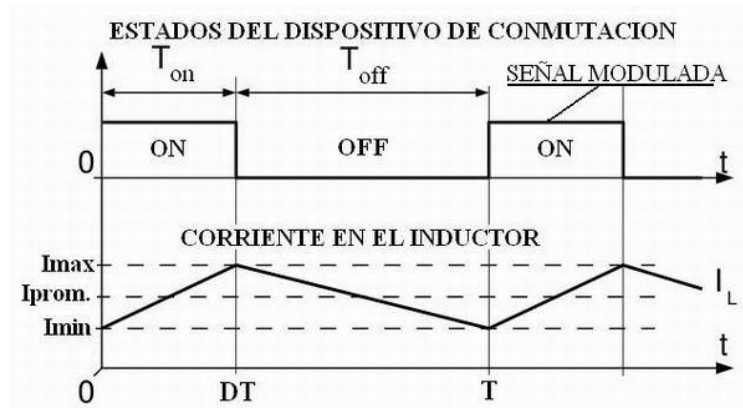 ESTADOS DEL DISPOSITIVO DE CONMUTACION
Ton
Toff
SEÑAL MODULADA
ON
OFF
ON
0
t
CORRIENTE EN EL INDUCTOR
Imax
Iprom.
Imin
IL
t
0
DT
T